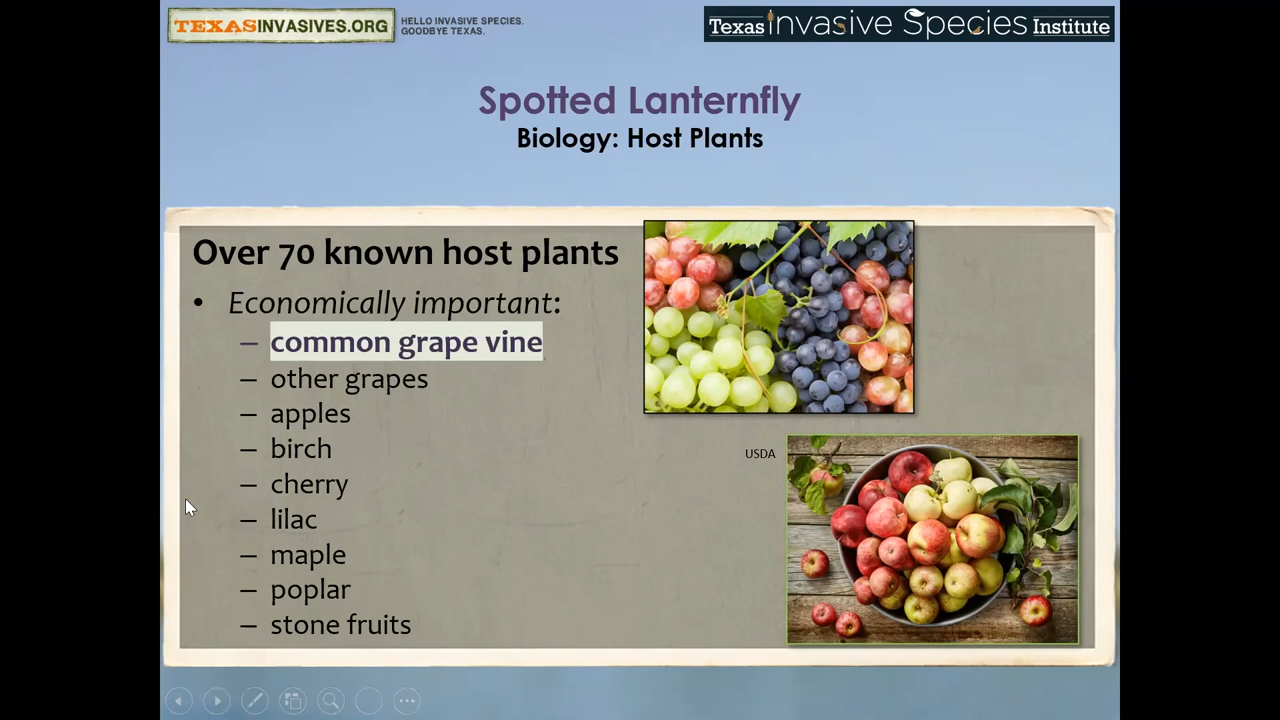 TEXASINVASIVES.ORG
HELLO INVASIVE SPECIES.
GOODBYE TEXAS.
Texas Invasive Species Institute
Spotted Lanternfly
Biology: Host Plants
Over 70 known host plants
• Economically important:
– common grape vine
– other grapes
– apples
– birch
– cherry
– lilac
– maple
– poplar
– stone fruits
USDA